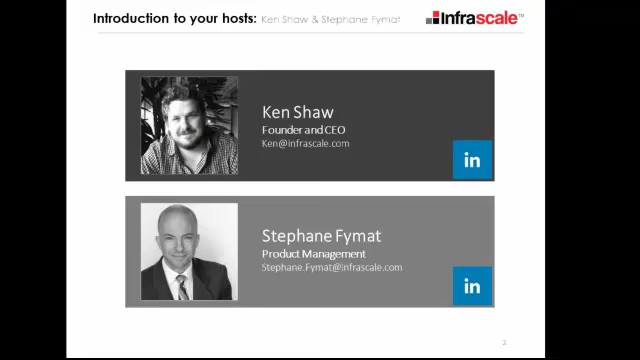 Introduction to your hosts: Ken Shaw & Stephane Fymat
Infrascale™
Ken Shaw
Founder and CEO
Ken@infrascale.com
in
Stephane Fymat
Product Management
Stephane.Fymat@infrascale.com
in
2